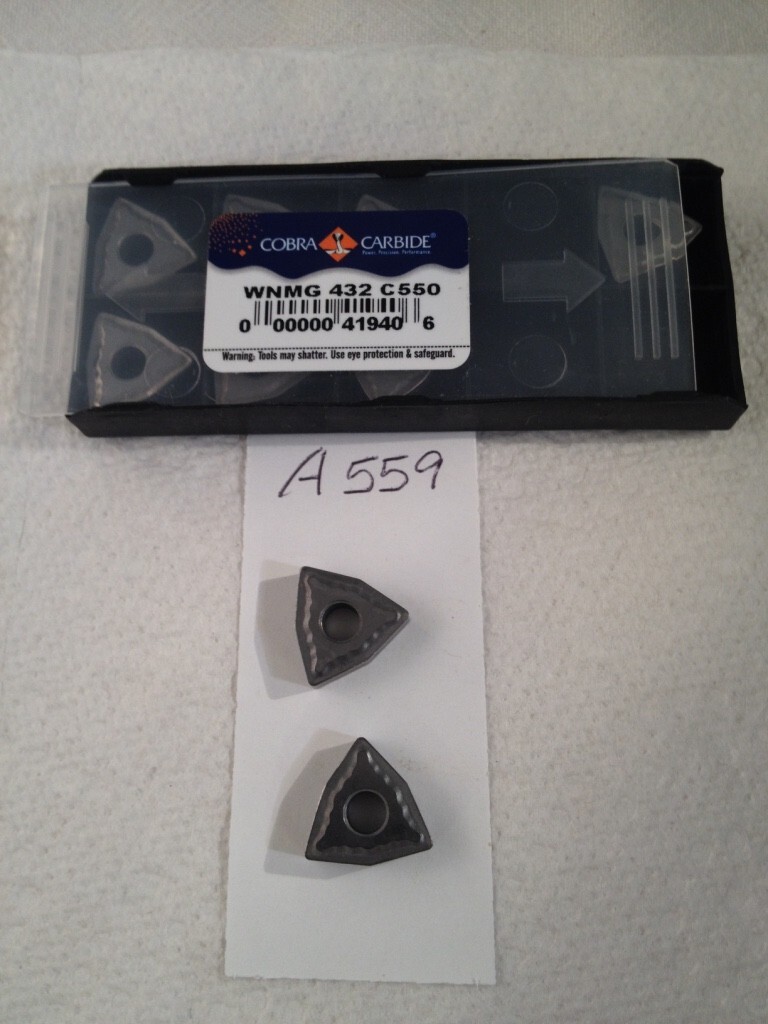 COBRA CARBIDE®
Power. Precision. Performance.
WNMG 432 C550
0 00000 41940 6
Warning: Tools may shatter. Use eye protection & safeguard.
A559